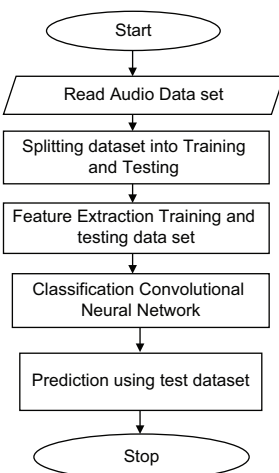 Start
Read Audio Data set
Splitting dataset into Training
and Testing
Feature Extraction Training and
testing data set
Classification Convolutional
Neural Network
Prediction using test dataset
Stop